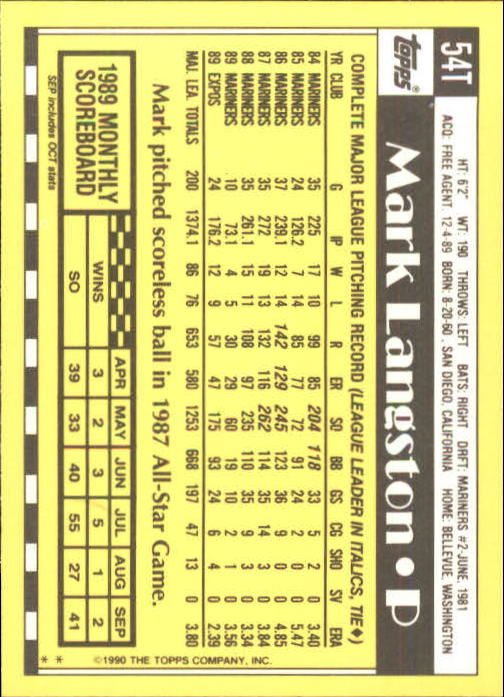 54T
topps®
HT: 6'2" WT: 190 THROWS: LEFT BATS: RIGHT DRFT: MARINERS #2-JUNE, 1981
ACQ: FREE AGENT, 12-4-89 BORN: 8-20-60, SAN DIEGO, CALIFORNIA HOME: BELLEVUE, WASHINGTON
Mark Langston • P
COMPLETE MAJOR LEAGUE PITCHING RECORD (LEAGUE LEADER IN ITALICS, TIE♦)
YR CLUB G IP W L R ER SO BB GS CG SHO SV ERA
84 MARINERS 35 225 17 10 99 85 204 118 33 5 2 0 3.40
85 MARINERS 24 126.2 7 14 85 77 72 91 24 2 0 0 5.47
86 MARINERS 37 239.1 12 14 142 129 245 123 36 9 0 0 4.85
87 MARINERS 35 272 19 13 132 116 262 114 35 14 3 0 3.84
88 MARINERS 35 261.1 15 11 108 97 235 110 35 9 3 0 3.34
89 MARINERS 10 73.1 4 5 30 29 60 19 10 2 1 0 3.56
89 EXPOS 24 176.2 12 9 57 47 175 93 24 6 4 0 2.39
MAJ. LEA. TOTALS 200 1374.1 86 76 653 580 1253 668 197 47 13 0 3.80
Mark pitched scoreless ball in 1987 All-Star Game.
1989 MONTHLY
SCOREBOARD
SEP includes OCT stats
APR MAY JUN JUL AUG SEP
WINS 3 2 3 5 1 2
SO 39 33 40 55 27 41
* * ©1990 THE TOPPS COMPANY, INC.